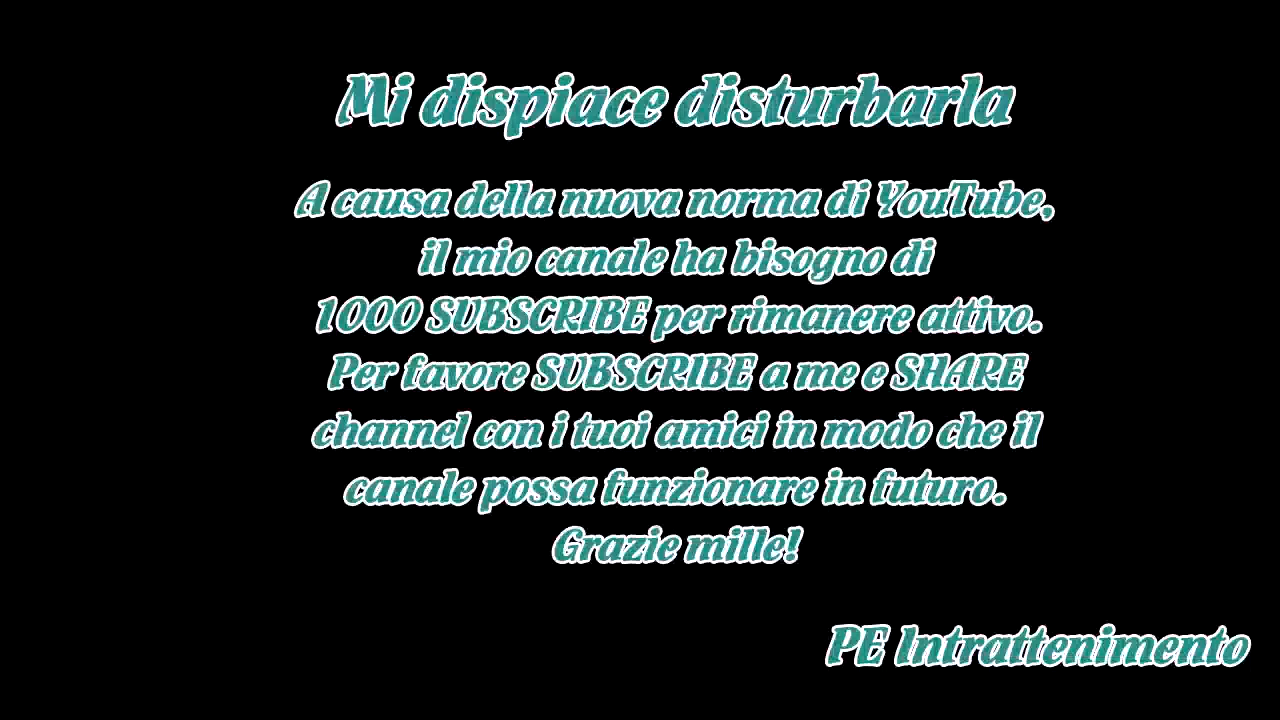 Mi dispiace disturbarla
A causa della nuova norma di YouTube,
il mio canale ha bisogno di
1000 SUBSCRIBE per rimanere attivo.
Per favore SUBSCRIBE a me e SHARE
channel con i tuoi amici in modo che il
canale possa funzionare in futuro.
Grazie mille!
PE Intrattenimento